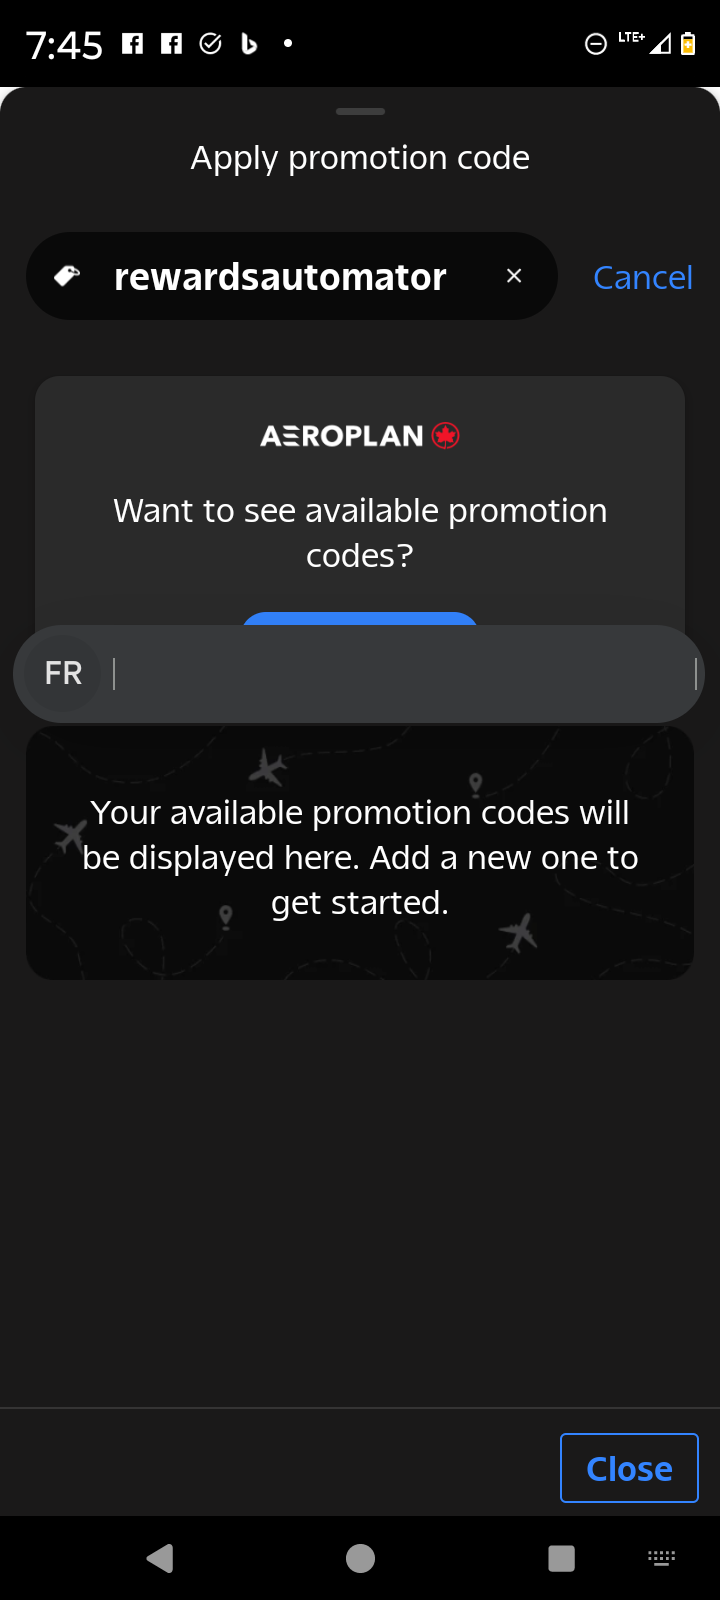 7:45
LTE+
Apply promotion code
rewardsautomator
Cancel
AEROPLAN
Want to see available promotion
codes?
FR
Your available promotion codes will
be displayed here. Add a new one to
get started.
Close